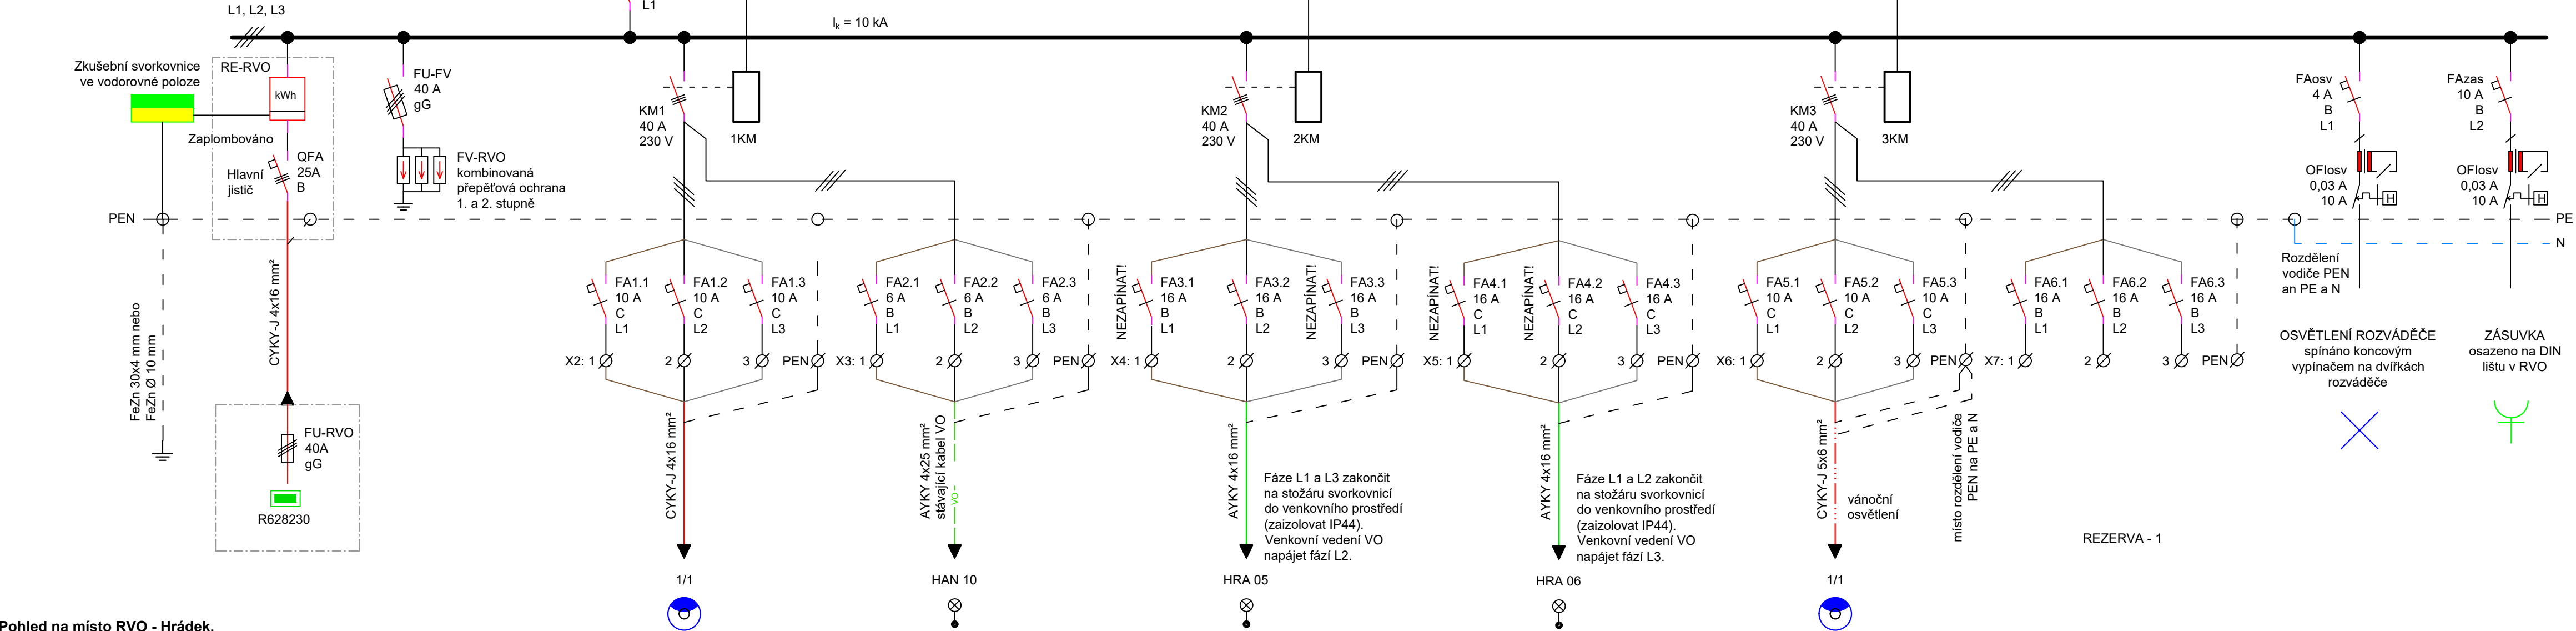 L1, L2, L3
L1
Ik = 10 kA
Zkušební svorkovnice
ve vodorovné poloze
RE-RVO
kWh
Zaplombováno
Hlavní
jistič
QFA
25A
B
FU-FV
40 A
gG
FV-RVO
kombinovaná
přepěťová ochrana
1. a 2. stupně
KM1
40 A
230 V
1KM
KM2
40 A
230 V
2KM
KM3
40 A
230 V
3KM
FAosv
4 A
B
L1
OFIosv
0,03 A
10 A
H
FAzas
10 A
B
L2
OFIosv
0,03 A
10 A
H
PEN
PE
N
Rozdělení
vodiče PEN
an PE a N
FeZn 30x4 mm nebo
FeZn Ø 10 mm
CYKY-J 4x16 mm²
FU-RVO
40A
gG
R628230
FA1.1
10 A
C
L1
FA1.2
10 A
C
L2
FA1.3
10 A
C
L3
X2: 1
2
3
PEN
CYKY-J 4x16 mm²
1/1
FA2.1
6 A
B
L1
FA2.2
6 A
B
L2
FA2.3
6 A
B
L3
X3: 1
2
3
PEN
AYKY 4x25 mm²
stávající kabel VO
VO
HAN 10
NEZAPÍNAT!
FA3.1
16 A
B
L1
FA3.2
16 A
B
L2
NEZAPÍNAT!
FA3.3
16 A
B
L3
X4: 1
2
3
PEN
AYKY 4x16 mm²
Fáze L1 a L3 zakončit
na stožáru svorkovnicí
do venkovního prostředí
(zaizolovat IP44).
Venkovní vedení VO
napájet fází L2.
HRA 05
NEZAPÍNAT!
FA4.1
16 A
C
L1
NEZAPÍNAT!
FA4.2
16 A
C
L2
FA4.3
16 A
C
L3
X5: 1
2
3
PEN
AYKY 4x16 mm²
Fáze L1 a L2 zakončit
na stožáru svorkovnicí
do venkovního prostředí
(zaizolovat IP44).
Venkovní vedení VO
napájet fází L3.
HRA 06
FA5.1
10 A
C
L1
FA5.2
10 A
C
L2
FA5.3
10 A
C
L3
X6: 1
2
3
PEN
CYKY-J 5x6 mm²
vánoční
osvětlení
místo rozdělení vodiče
PEN na PE a N
1/1
FA6.1
16 A
B
L1
FA6.2
16 A
B
L2
FA6.3
16 A
B
L3
X7: 1
2
3
PEN
REZERVA - 1
OSVĚTLENÍ ROZVÁDĚČE
spínáno koncovým
vypínačem na dvířkách
rozváděče
ZÁSUVKA
osazeno na DIN
lištu v RVO
Pohled na místo RVO - Hrádek.